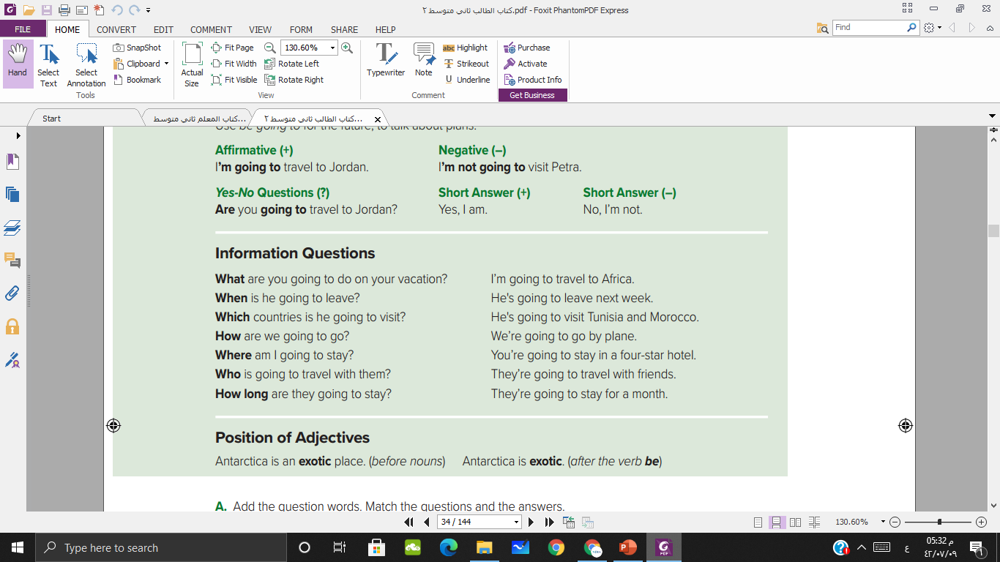 كتاب الطالب ثاني متوسط ٢.pdf - Foxit PhantomPDF Express
FILE HOME CONVERT EDIT COMMENT VIEW FORM SHARE HELP
Find
Hand
Select Text
Select Annotation
SnapShot
Clipboard
Bookmark
Tools
Actual Size
Fit Page
Fit Width
Fit Visible
130.60%
Rotate Left
Rotate Right
View
Typewriter
Note
Highlight
Strikeout
Underline
Comment
Purchase
Activate
Product Info
Get Business
Start
كتاب المعلم ثاني متوسط...
كتاب الطالب ثاني متوسط ٢...
Use be going to for the future, to talk about plans.
Affirmative (+) Negative (–)
I'm going to travel to Jordan. I'm not going to visit Petra.
Yes-No Questions (?) Short Answer (+) Short Answer (–)
Are you going to travel to Jordan? Yes, I am. No, I'm not.
Information Questions
What are you going to do on your vacation? I'm going to travel to Africa.
When is he going to leave? He's going to leave next week.
Which countries is he going to visit? He's going to visit Tunisia and Morocco.
How are we going to go? We're going to go by plane.
Where am I going to stay? You're going to stay in a four-star hotel.
Who is going to travel with them? They're going to travel with friends.
How long are they going to stay? They're going to stay for a month.
Position of Adjectives
Antarctica is an exotic place. (before nouns) Antarctica is exotic. (after the verb be)
A. Add the question words. Match the questions and the answers.
34 / 144
130.60%
Type here to search
ع
05:32 م
٤٢/٠٧/٠٩
1